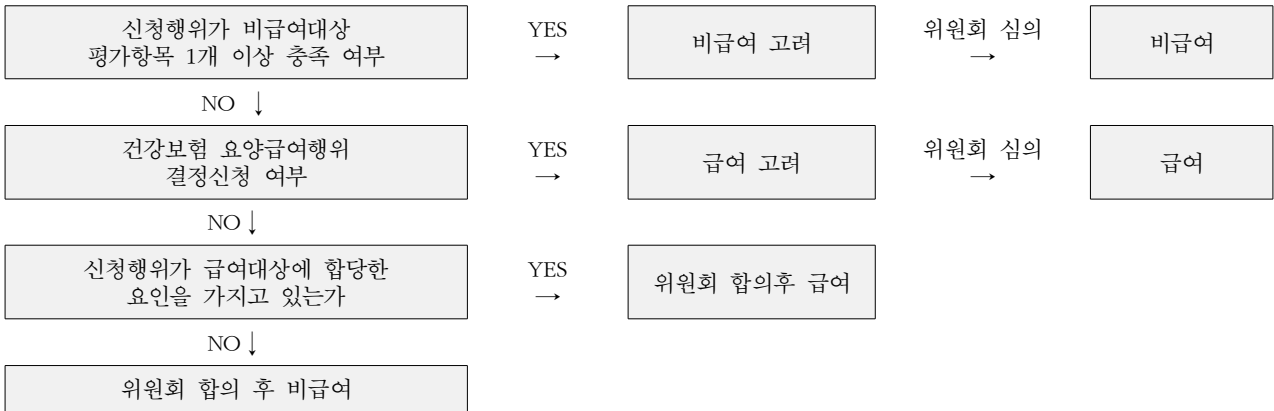 신청행위가 비급여대상
평가항목 1개 이상 충족 여부
YES
→
비급여 고려
위원회 심의
→
비급여
NO ↓
건강보험 요양급여행위
결정신청 여부
YES
→
급여 고려
위원회 심의
→
급여
NO ↓
신청행위가 급여대상에 합당한
요인을 가지고 있는가
YES
→
위원회 합의후 급여
NO ↓
위원회 합의 후 비급여